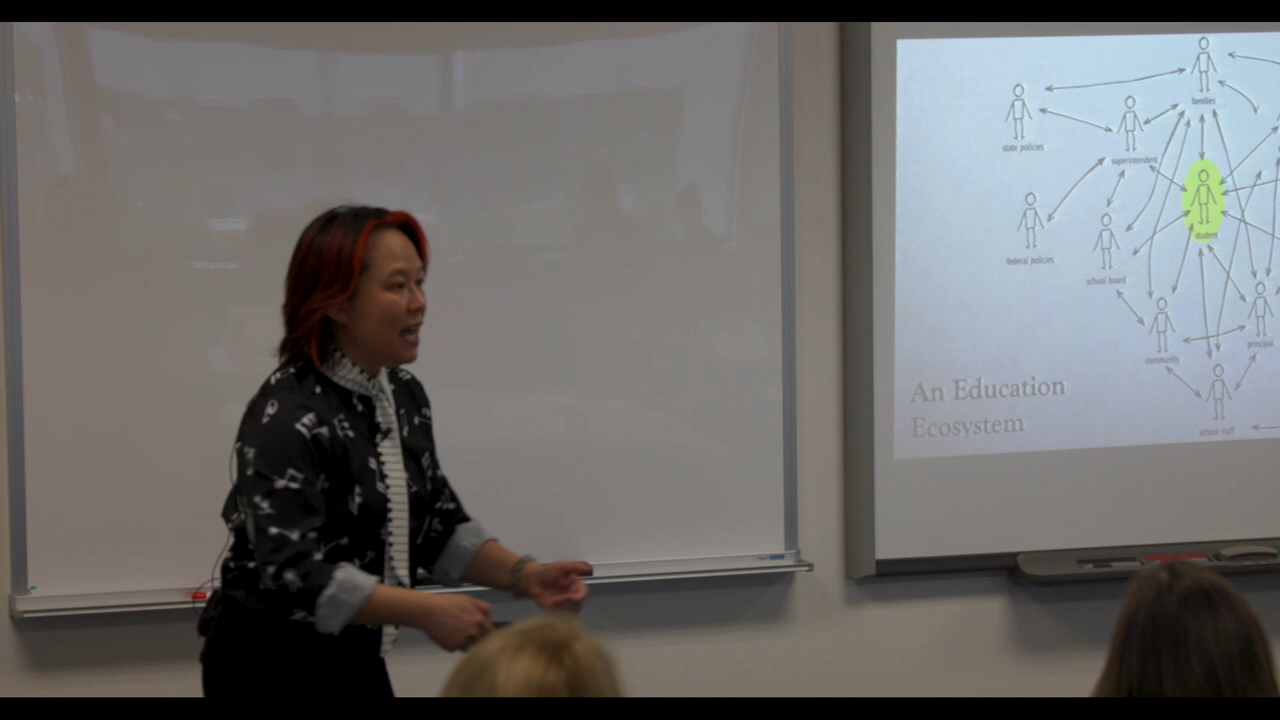 families
state policies
superintendent
student
federal policies
school board
principal
community
An Education
Ecosystem
school staff